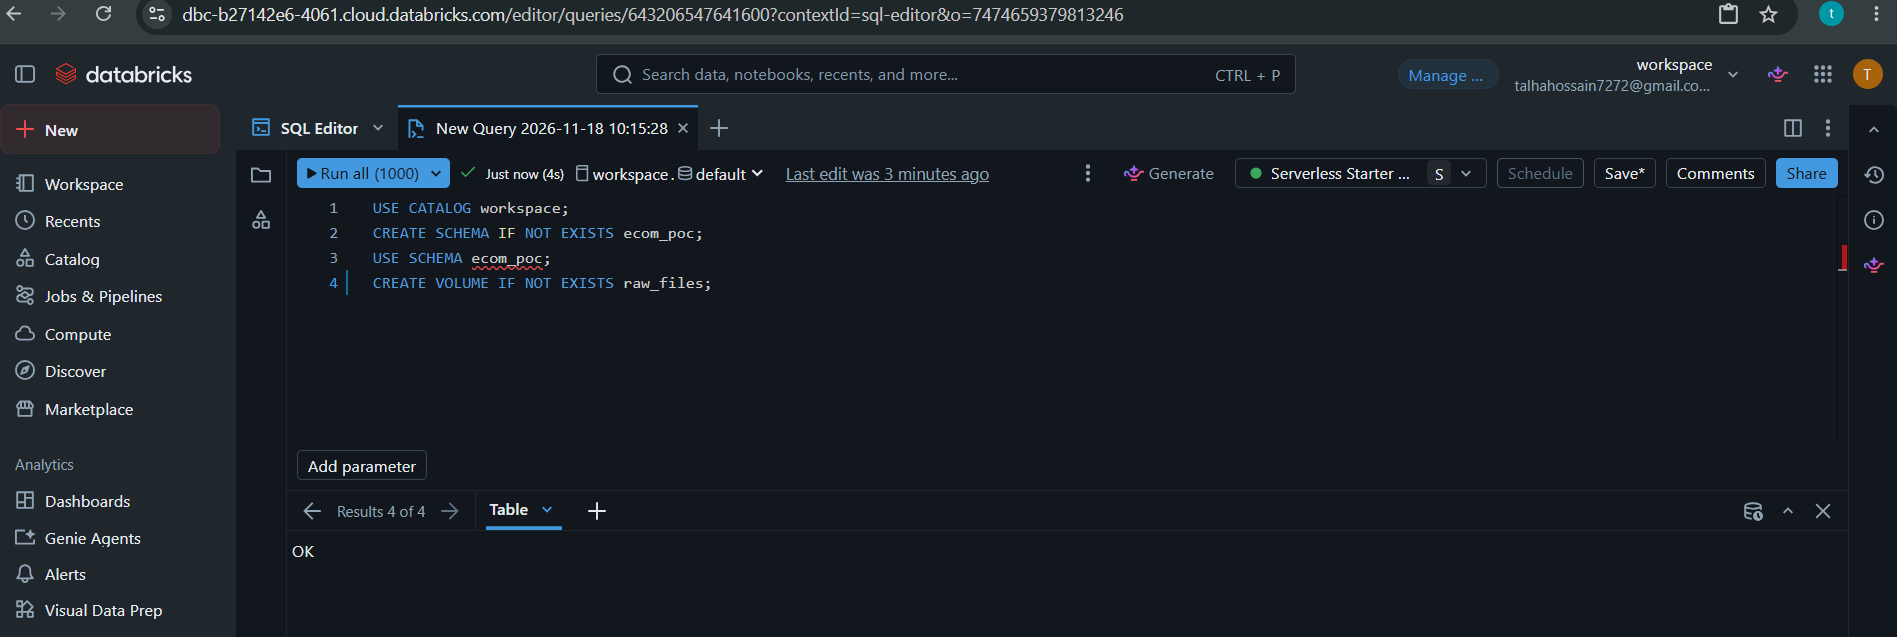 dbc-b27142e6-4061.cloud.databricks.com/editor/queries/643206547641600?contextId=sql-editor&o=7474659379813246
t
databricks
Search data, notebooks, recents, and more...
CTRL + P
Manage ...
workspace
talhahossain7272@gmail.co...
T
New
Workspace
Recents
Catalog
Jobs & Pipelines
Compute
Discover
Marketplace
Analytics
Dashboards
Genie Agents
Alerts
Visual Data Prep
SQL Editor
New Query 2026-11-18 10:15:28
Run all (1000)
Just now (4s)
workspace.
default
Last edit was 3 minutes ago
Generate
Serverless Starter ...
S
Schedule
Save*
Comments
Share
1 USE CATALOG workspace;
2 CREATE SCHEMA IF NOT EXISTS ecom_poc;
3 USE SCHEMA ecom_poc;
4 CREATE VOLUME IF NOT EXISTS raw_files;
Add parameter
Results 4 of 4
Table
OK